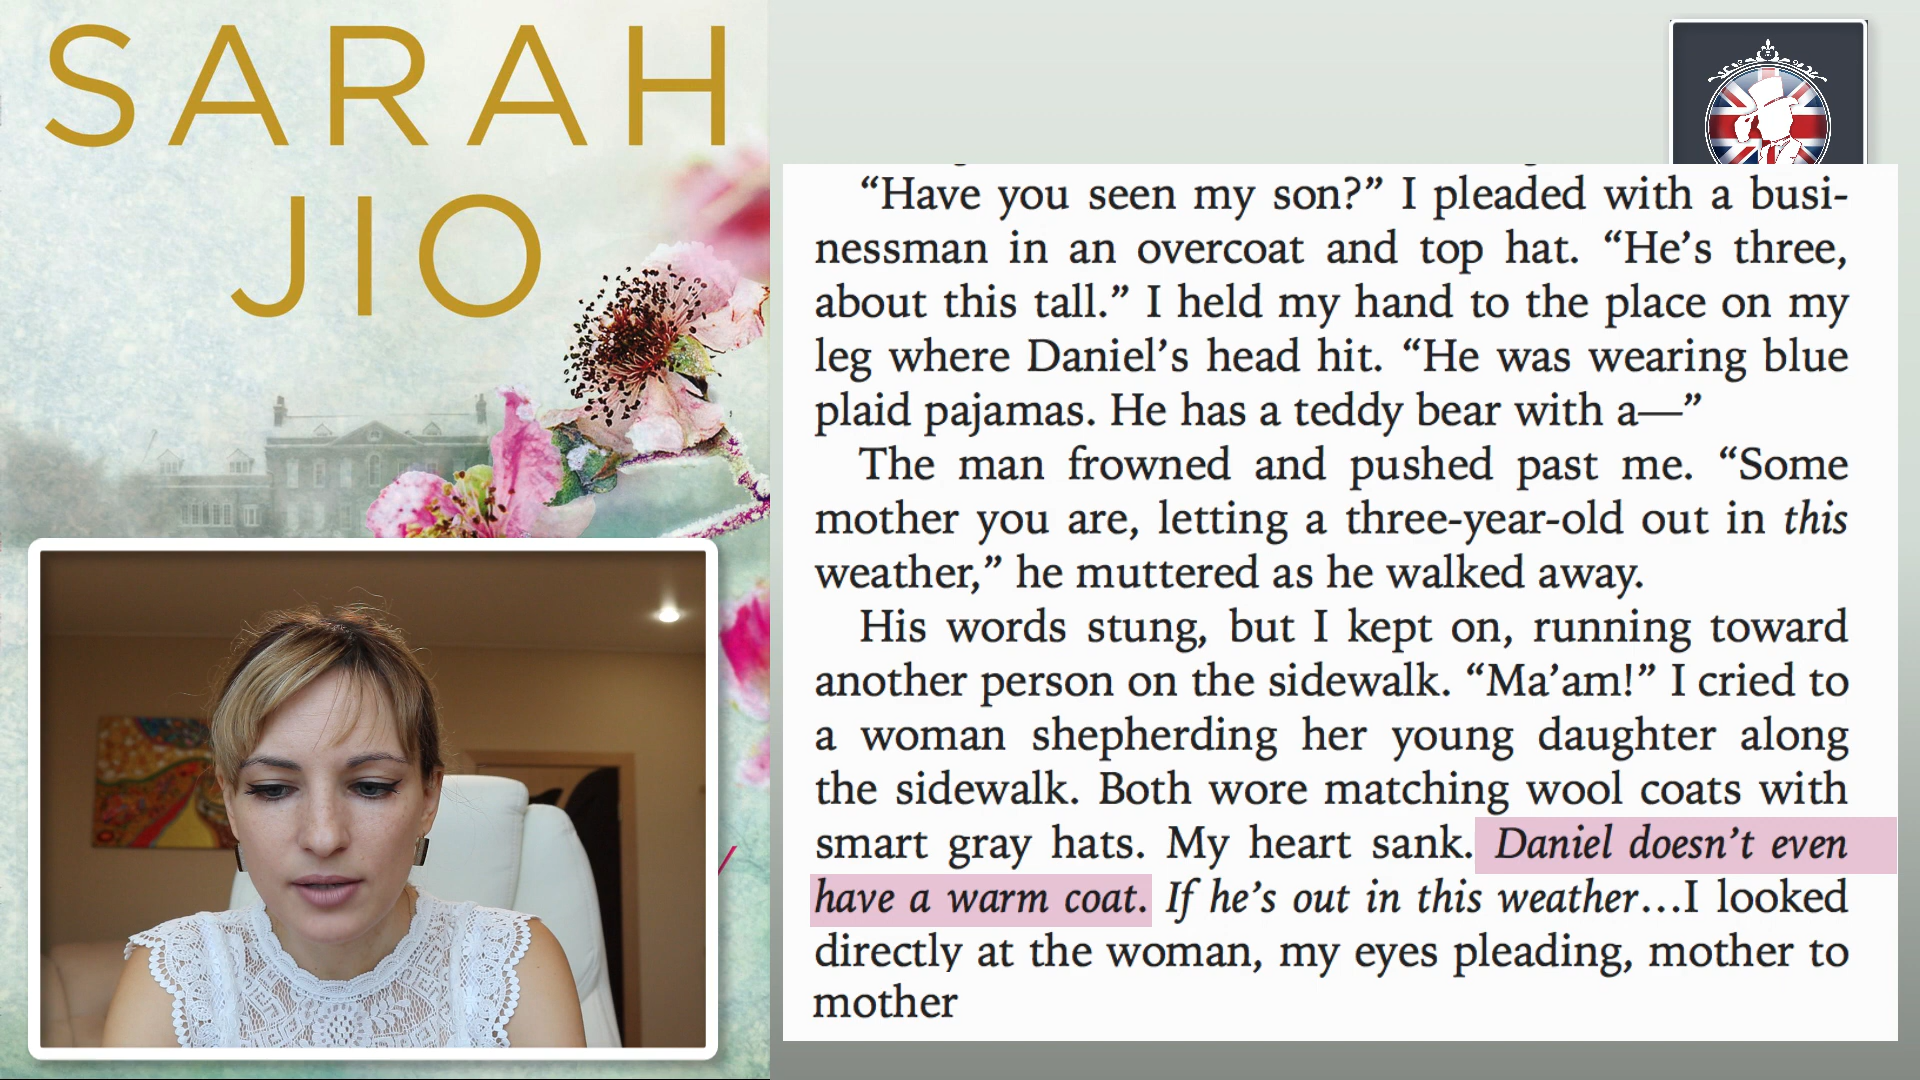 SARAH
JIO
“Have you seen my son?” I pleaded with a busi-
nessman in an overcoat and top hat. “He’s three,
about this tall.” I held my hand to the place on my
leg where Daniel’s head hit. “He was wearing blue
plaid pajamas. He has a teddy bear with a—”
The man frowned and pushed past me. “Some
mother you are, letting a three-year-old out in this
weather,” he muttered as he walked away.
His words stung, but I kept on, running toward
another person on the sidewalk. “Ma’am!” I cried to
a woman shepherding her young daughter along
the sidewalk. Both wore matching wool coats with
smart gray hats. My heart sank. Daniel doesn’t even
have a warm coat. If he’s out in this weather…I looked
directly at the woman, my eyes pleading, mother to
mother